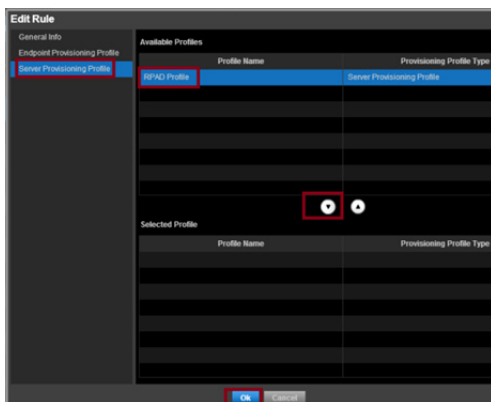 Edit Rule
General Info
Endpoint Provisioning Profile
Server Provisioning Profile
Available Profiles
Profile Name Provisioning Profile Type
RPAD Profile Server Provisioning Profile
Selected Profile
Profile Name Provisioning Profile Type
Ok Cancel